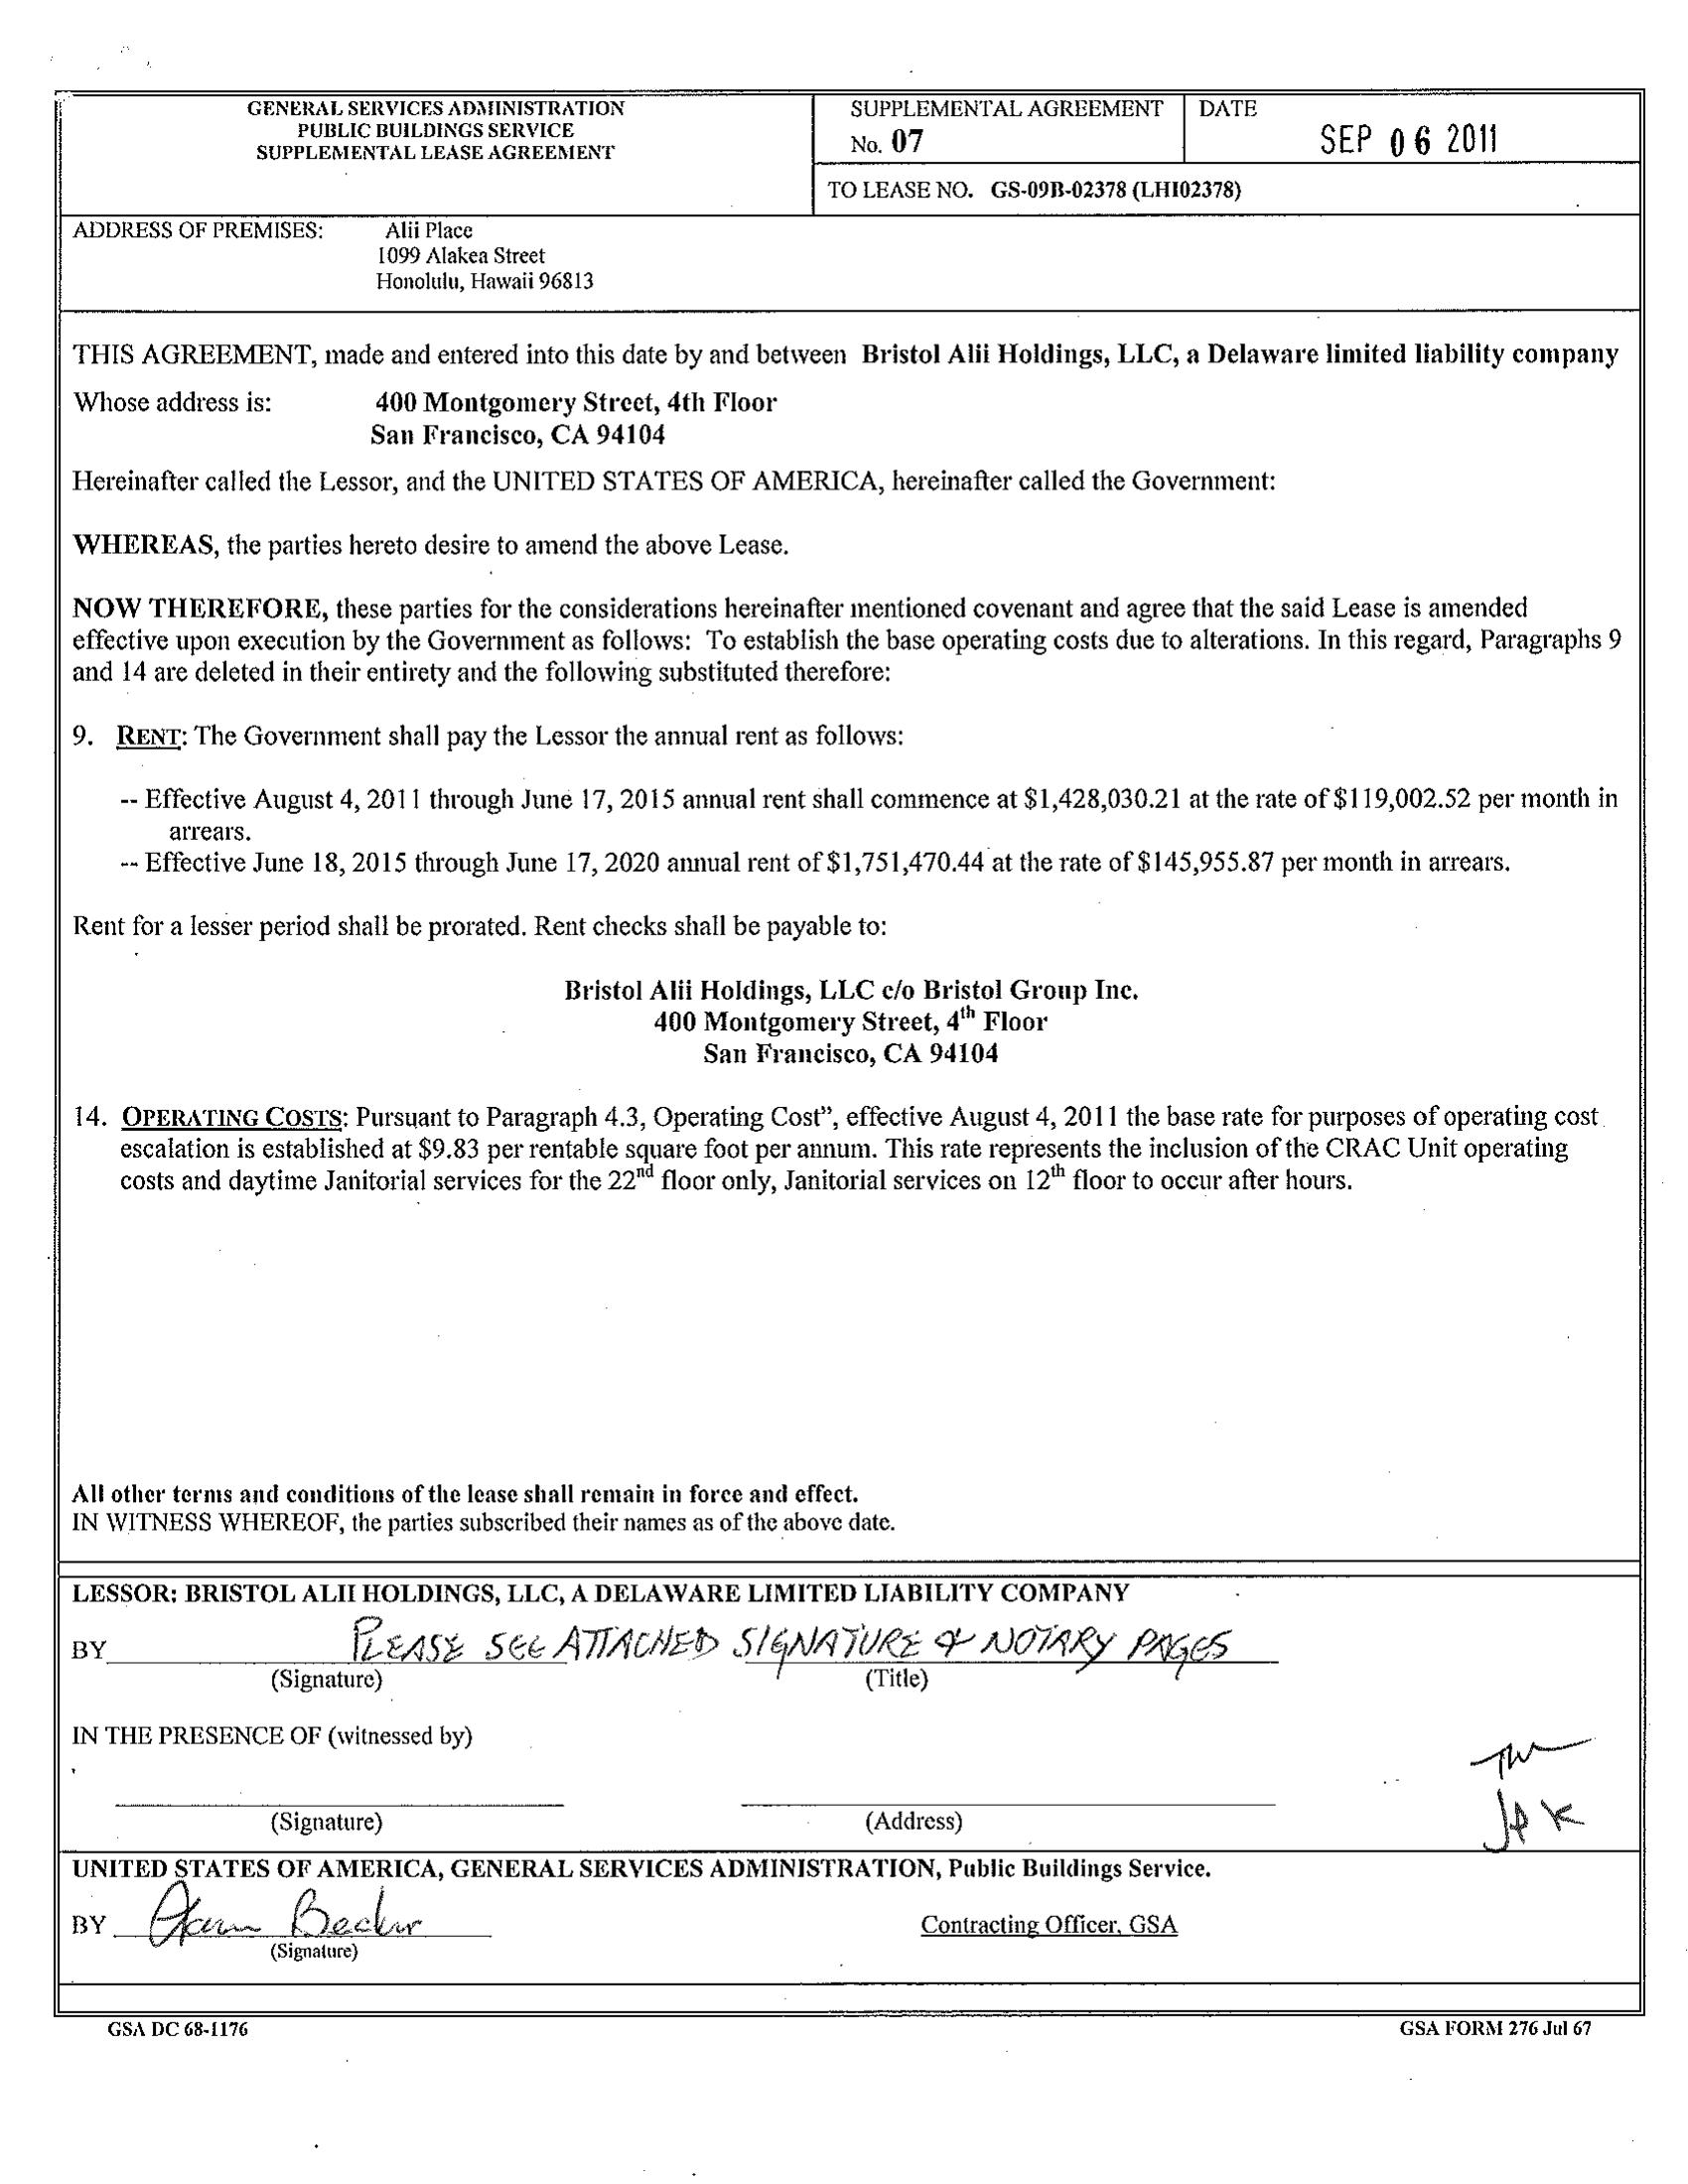 GENERAL SERVICES ADMINISTRATION
PUBLIC BUILDINGS SERVICE
SUPPLEMENTAL LEASE AGREEMENT
SUPPLEMENTAL AGREEMENT
No. 07
DATE
SEP 06 2011
TO LEASE NO. GS-09B-02378 (LHI02378)
ADDRESS OF PREMISES: Alii Place
1099 Alakea Street
Honolulu, Hawaii 96813
THIS AGREEMENT, made and entered into this date by and between Bristol Alii Holdings, LLC, a Delaware limited liability company
Whose address is: 400 Montgomery Street, 4th Floor
San Francisco, CA 94104
Hereinafter called the Lessor, and the UNITED STATES OF AMERICA, hereinafter called the Government:
WHEREAS, the parties hereto desire to amend the above Lease.
NOW THEREFORE, these parties for the considerations hereinafter mentioned covenant and agree that the said Lease is amended
effective upon execution by the Government as follows: To establish the base operating costs due to alterations. In this regard, Paragraphs 9
and 14 are deleted in their entirety and the following substituted therefore:
9. RENT: The Government shall pay the Lessor the annual rent as follows:
-- Effective August 4, 2011 through June 17, 2015 annual rent shall commence at $1,428,030.21 at the rate of $119,002.52 per month in
arrears.
-- Effective June 18, 2015 through June 17, 2020 annual rent of $1,751,470.44 at the rate of $145,955.87 per month in arrears.
Rent for a lesser period shall be prorated. Rent checks shall be payable to:
Bristol Alii Holdings, LLC c/o Bristol Group Inc.
400 Montgomery Street, 4th Floor
San Francisco, CA 94104
14. OPERATING COSTS: Pursuant to Paragraph 4.3, Operating Cost”, effective August 4, 2011 the base rate for purposes of operating cost
escalation is established at $9.83 per rentable square foot per annum. This rate represents the inclusion of the CRAC Unit operating
costs and daytime Janitorial services for the 22nd floor only, Janitorial services on 12th floor to occur after hours.
All other terms and conditions of the lease shall remain in force and effect.
IN WITNESS WHEREOF, the parties subscribed their names as of the above date.
LESSOR: BRISTOL ALII HOLDINGS, LLC, A DELAWARE LIMITED LIABILITY COMPANY
BY PLEASE SEE ATTACHED SIGNATURE & NOTARY PAGES
(Signature) (Title)
IN THE PRESENCE OF (witnessed by)
(Signature) (Address)
UNITED STATES OF AMERICA, GENERAL SERVICES ADMINISTRATION, Public Buildings Service.
BY Becker
Contracting Officer, GSA
(Signature)
GSA DC 68-1176
GSA FORM 276 Jul 67